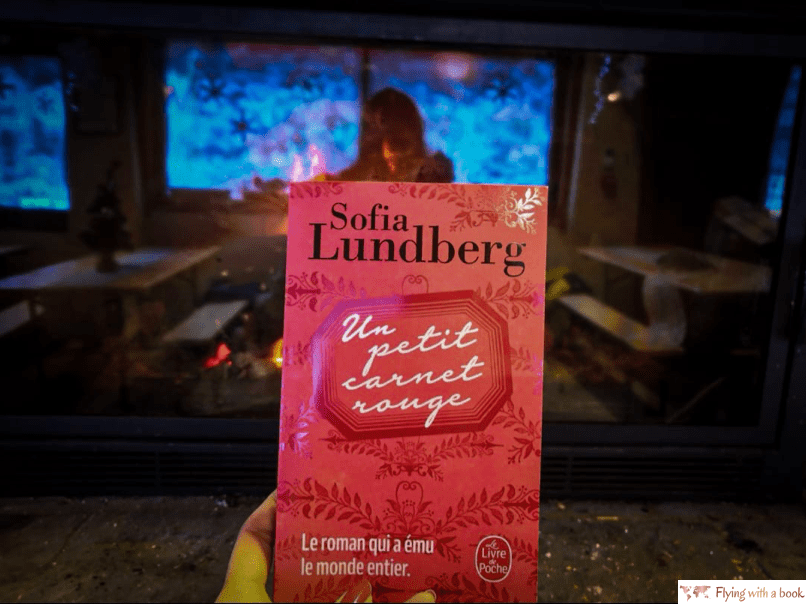 Sofia
Lundberg
Un
petit
carnet
rouge
Le roman qui a ému
le monde entier.
Le
Livre
de
Poche
Flying with a book